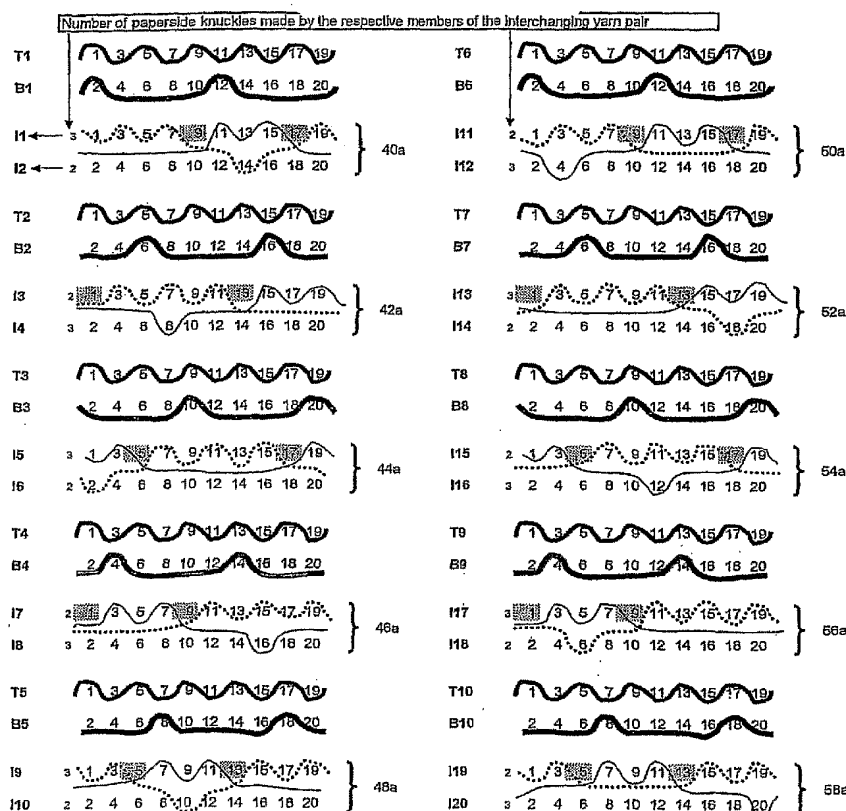 Number of paperside knuckles made by the respective members of the interchanging yarn pair
T1 1 3 5 7 9 11 13 15 17 19
B1 2 4 6 8 10 12 14 16 18 20
I1 3 1 3 5 7 9 11 13 15 17 19
40a
I2 2 2 4 6 8 10 12 14 16 18 20
T2 1 3 5 7 9 11 13 15 17 19
B2 2 4 6 8 10 12 14 16 18 20
I3 2 1 3 5 7 9 11 13 15 17 19
42a
I4 3 2 4 6 8 10 12 14 16 18 20
T3 1 3 5 7 9 11 13 15 17 19
B3 2 4 6 8 10 12 14 16 18 20
I5 3 1 3 5 7 9 11 13 15 17 19
44a
I6 2 2 4 6 8 10 12 14 16 18 20
T4 1 3 5 7 9 11 13 15 17 19
B4 2 4 6 8 10 12 14 16 18 20
I7 2 1 3 5 7 9 11 13 15 17 19
46a
I8 3 2 4 6 8 10 12 14 16 18 20
T5 1 3 5 7 9 11 13 15 17 19
B5 2 4 6 8 10 12 14 16 18 20
I9 3 1 3 5 7 9 11 13 15 17 19
48a
I10 2 2 4 6 8 10 12 14 16 18 20
T6 1 3 5 7 9 11 13 15 17 19
B6 2 4 6 8 10 12 14 16 18 20
I11 2 1 3 5 7 9 11 13 15 17 19
50a
I12 3 2 4 6 8 10 12 14 16 18 20
T7 1 3 5 7 9 11 13 15 17 19
B7 2 4 6 8 10 12 14 16 18 20
I13 3 1 3 5 7 9 11 13 15 17 19
52a
I14 2 2 4 6 8 10 12 14 16 18 20
T8 1 3 5 7 9 11 13 15 17 19
B8 2 4 6 8 10 12 14 16 18 20
I15 2 1 3 5 7 9 11 13 15 17 19
54a
I16 3 2 4 6 8 10 12 14 16 18 20
T9 1 3 5 7 9 11 13 15 17 19
B9 2 4 6 8 10 12 14 16 18 20
I17 3 1 3 5 7 9 11 13 15 17 19
56a
I18 2 2 4 6 8 10 12 14 16 18 20
T10 1 3 5 7 9 11 13 15 17 19
B10 2 4 6 8 10 12 14 16 18 20
I19 2 1 3 5 7 9 11 13 15 17 19
58a
I20 3 2 4 6 8 10 12 14 16 18 20